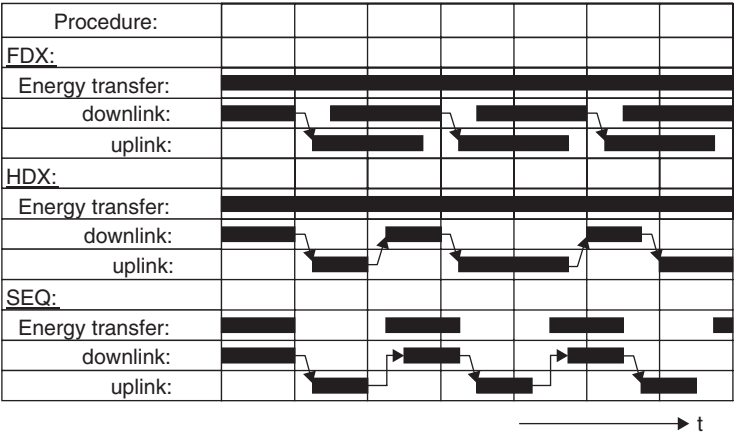 Procedure:
FDX:
Energy transfer:
downlink:
uplink:
HDX:
Energy transfer:
downlink:
uplink:
SEQ:
Energy transfer:
downlink:
uplink:
t